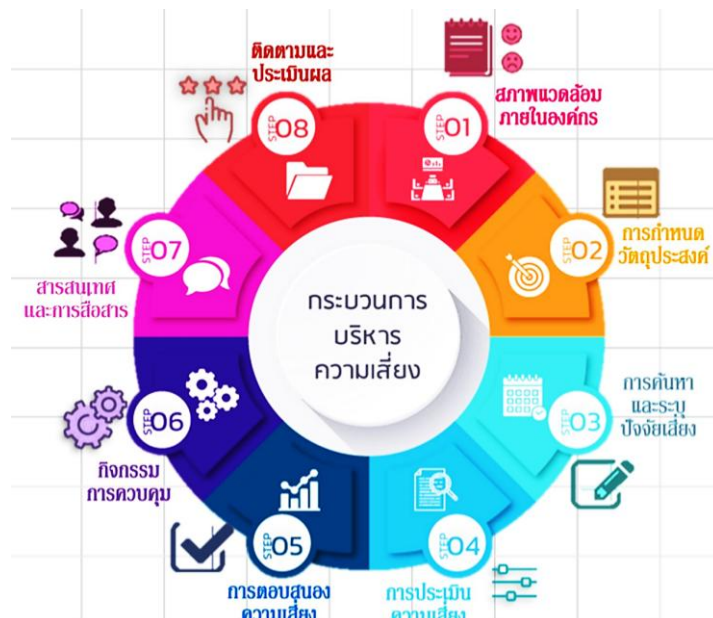 กระบวนการ
บริหาร
ความเสี่ยง
STEP 01
สภาพแวดล้อม
ภายในองค์กร
STEP 02
การกำหนด
วัตถุประสงค์
STEP 03
การค้นหา
และระบุ
ปัจจัยเสี่ยง
STEP 04
การประเมิน
ความเสี่ยง
STEP 05
การตอบสนอง
ความเสี่ยง
STEP 06
กิจกรรม
การควบคุม
STEP 07
สารสนเทศ
และการสื่อสาร
STEP 08
ติดตามและ
ประเมินผล